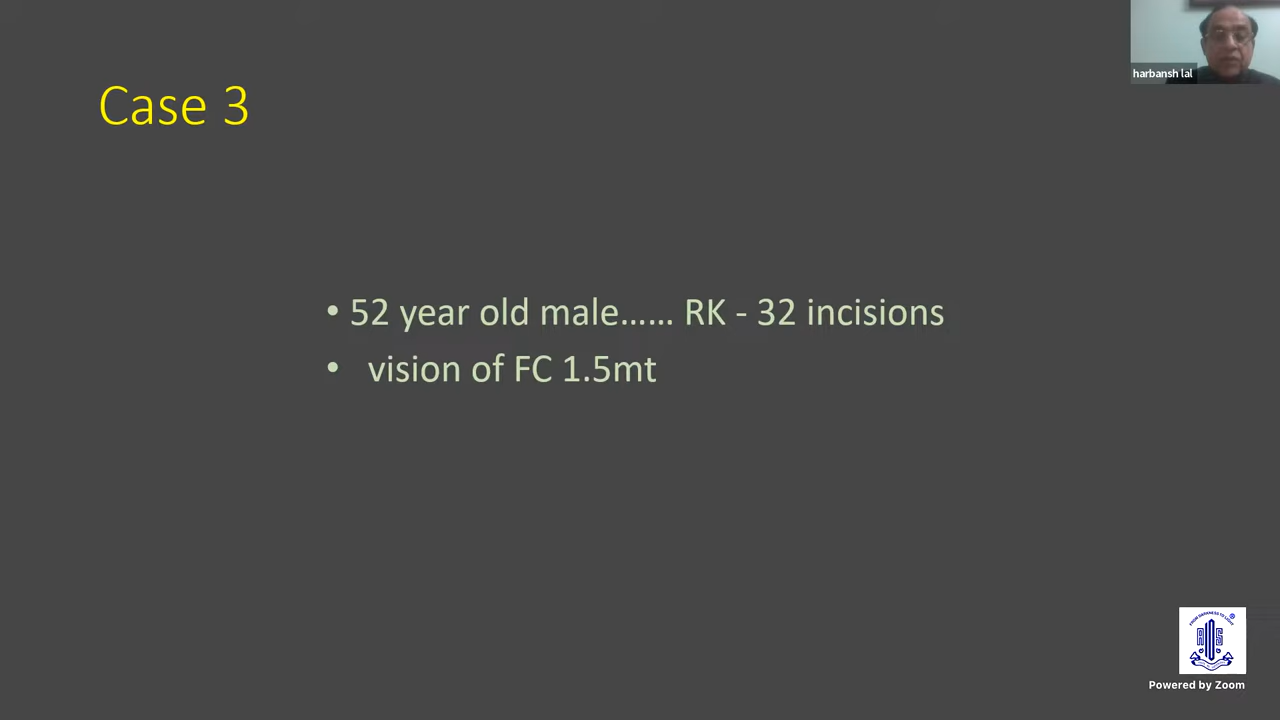 harbansh lal
Case 3
• 52 year old male…… RK - 32 incisions
• vision of FC 1.5mt
Powered by Zoom